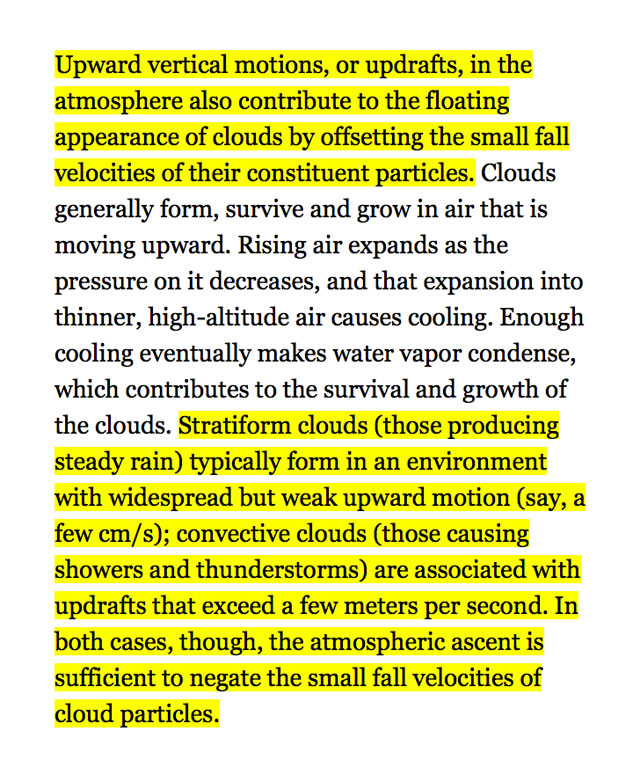 Upward vertical motions, or updrafts, in the
atmosphere also contribute to the floating
appearance of clouds by offsetting the small fall
velocities of their constituent particles. Clouds
generally form, survive and grow in air that is
moving upward. Rising air expands as the
pressure on it decreases, and that expansion into
thinner, high-altitude air causes cooling. Enough
cooling eventually makes water vapor condense,
which contributes to the survival and growth of
the clouds. Stratiform clouds (those producing
steady rain) typically form in an environment
with widespread but weak upward motion (say, a
few cm/s); convective clouds (those causing
showers and thunderstorms) are associated with
updrafts that exceed a few meters per second. In
both cases, though, the atmospheric ascent is
sufficient to negate the small fall velocities of
cloud particles.